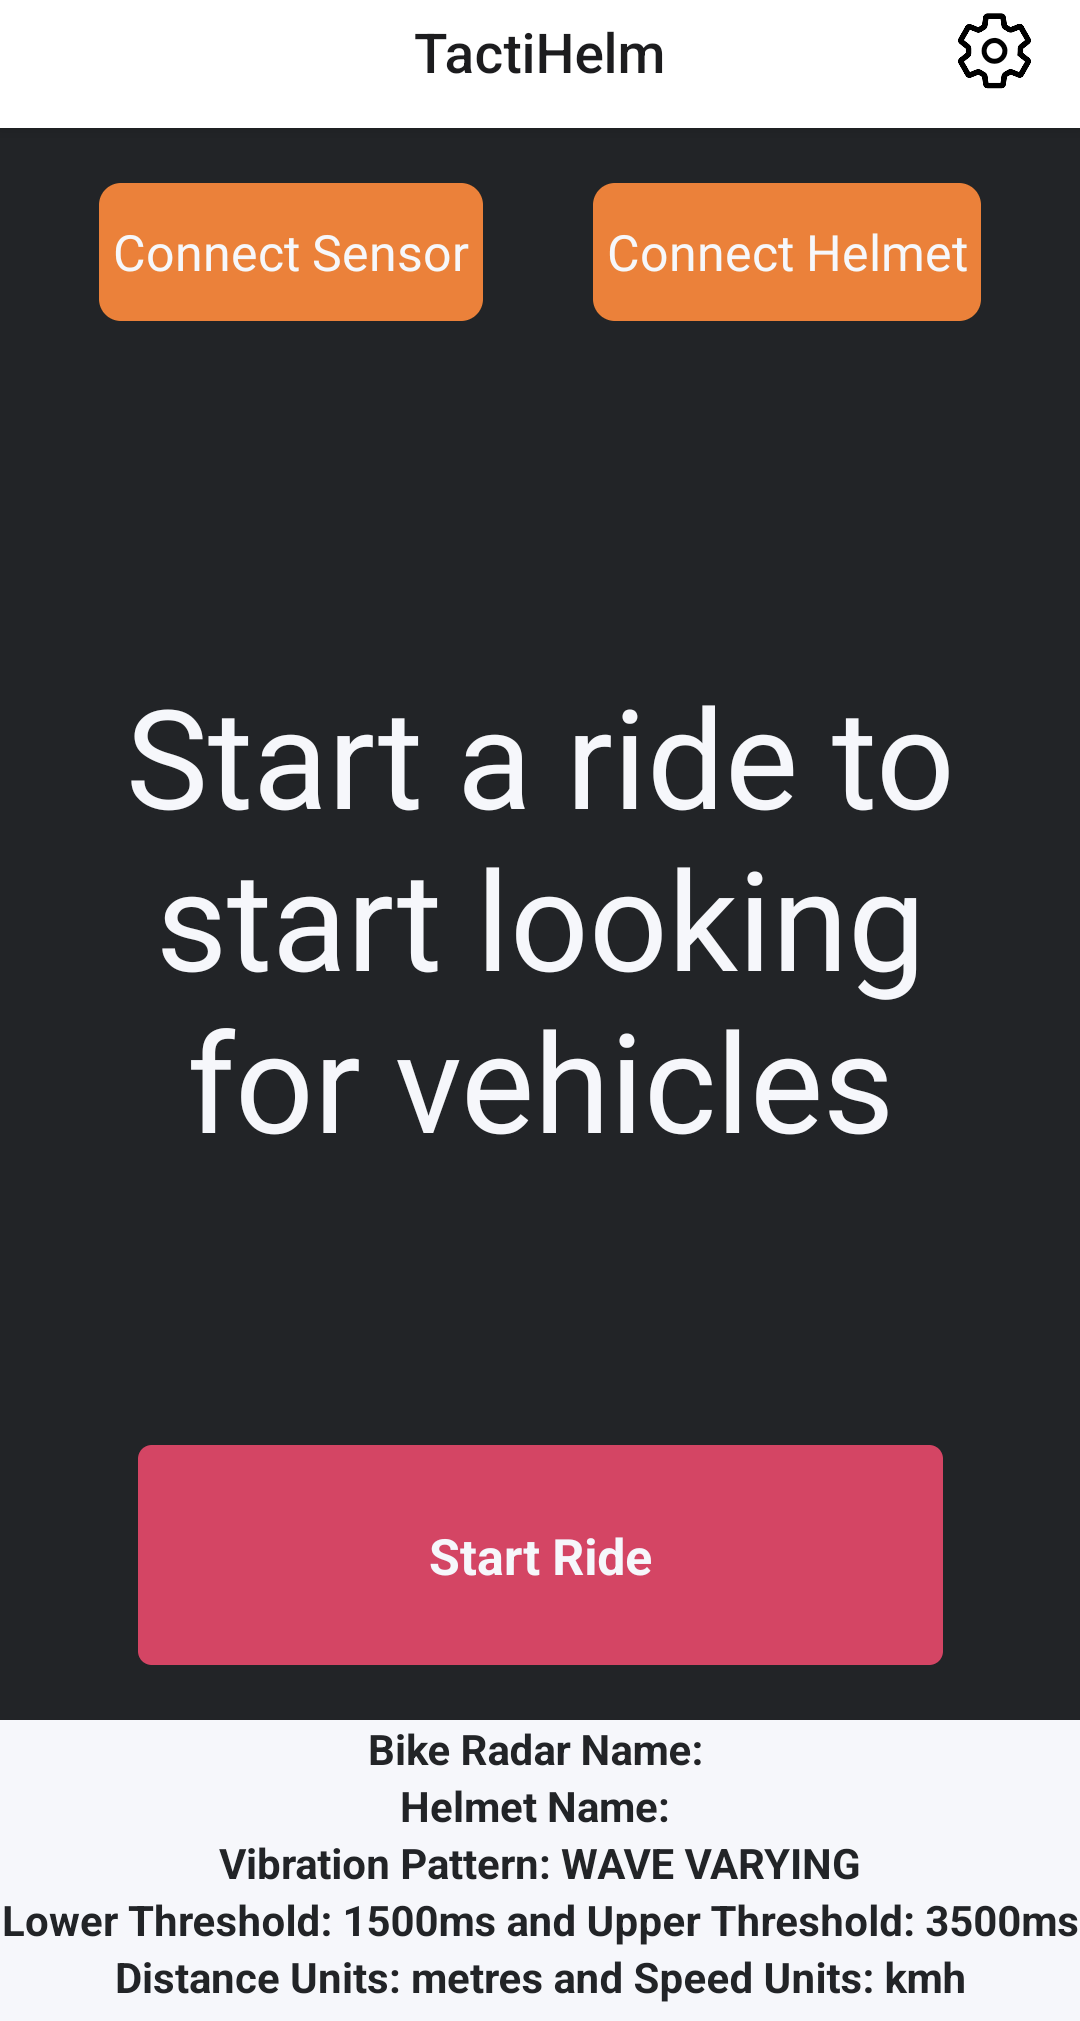 TactiHelm
Connect Sensor
Connect Helmet
Start a ride to
start looking
for vehicles
Start Ride
Bike Radar Name:
Helmet Name:
Vibration Pattern: WAVE VARYING
Lower Threshold: 1500ms and Upper Threshold: 3500ms
Distance Units: metres and Speed Units: kmh